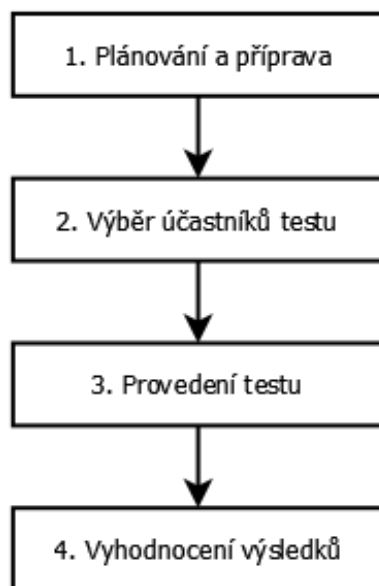 1. Plánování a příprava
2. Výběr účastníků testu
3. Provedení testu
4. Vyhodnocení výsledků